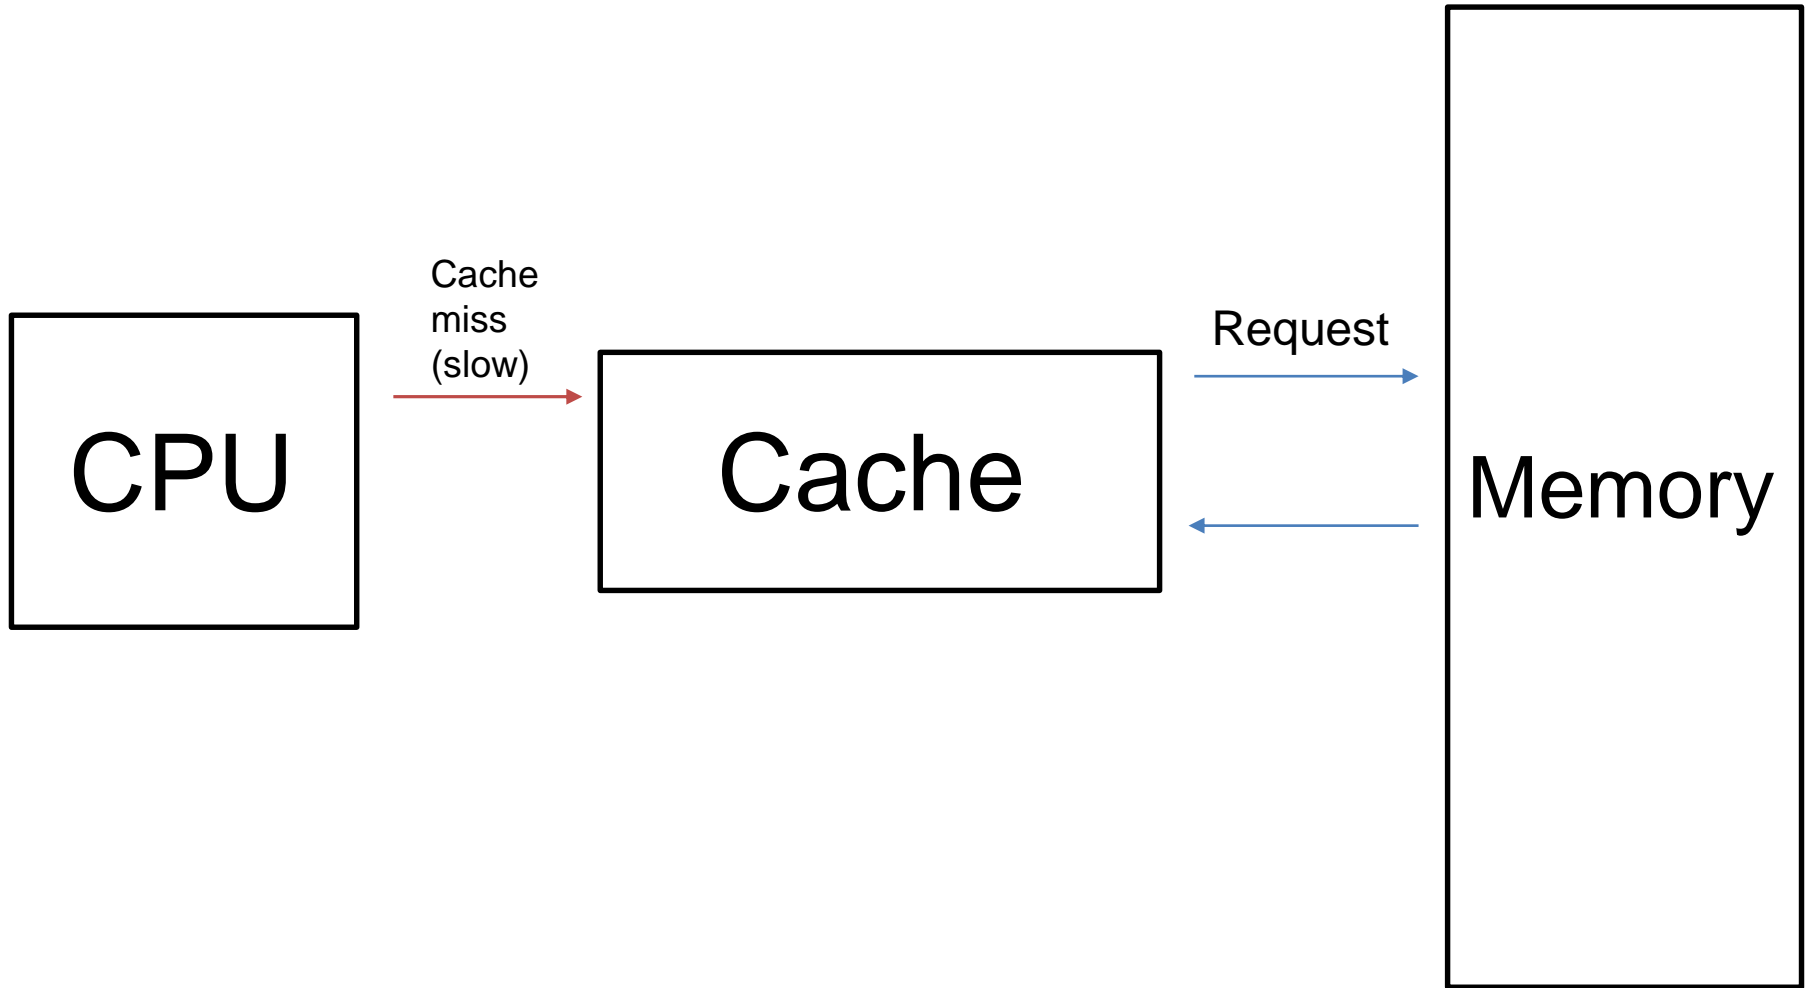 Cache
miss
(slow)
Request
CPU
Cache
Memory